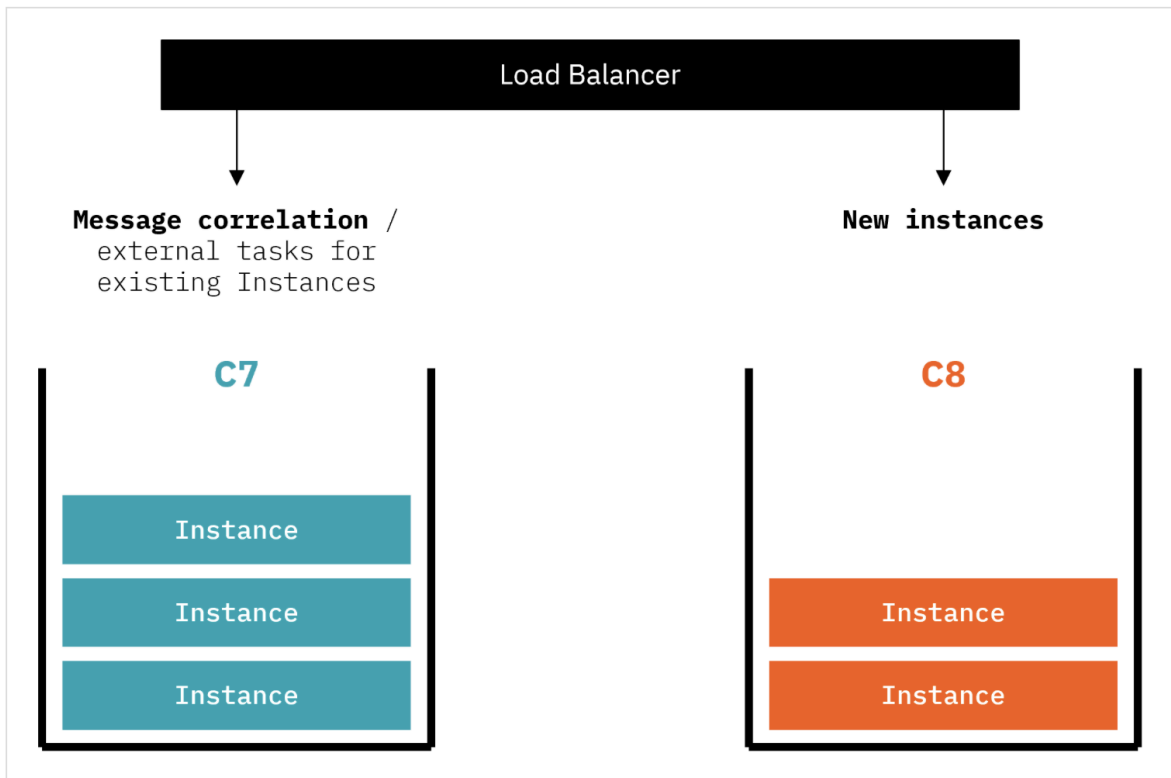 Load Balancer
Message correlation /
external tasks for
existing Instances
New instances
C7
C8
Instance
Instance
Instance
Instance
Instance